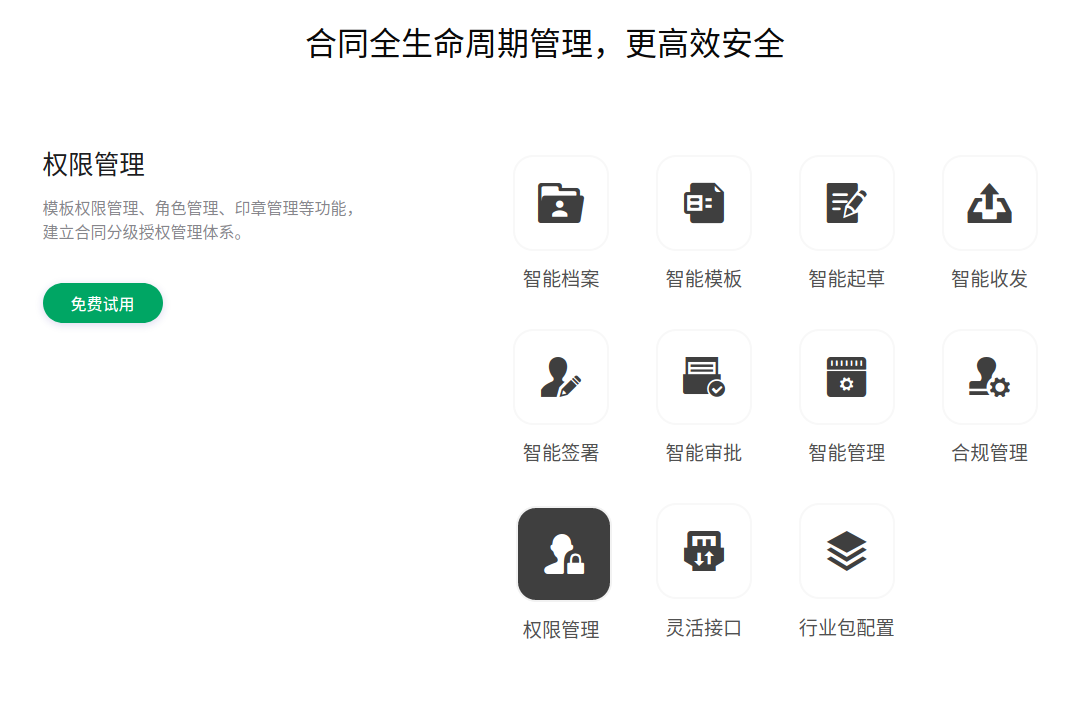 合同全生命周期管理，更高效安全
权限管理
模板权限管理、角色管理、印章管理等功能，
建立合同分级授权管理体系。
免费试用
智能档案
智能模板
智能起草
智能收发
智能签署
智能审批
智能管理
合规管理
权限管理
灵活接口
行业包配置